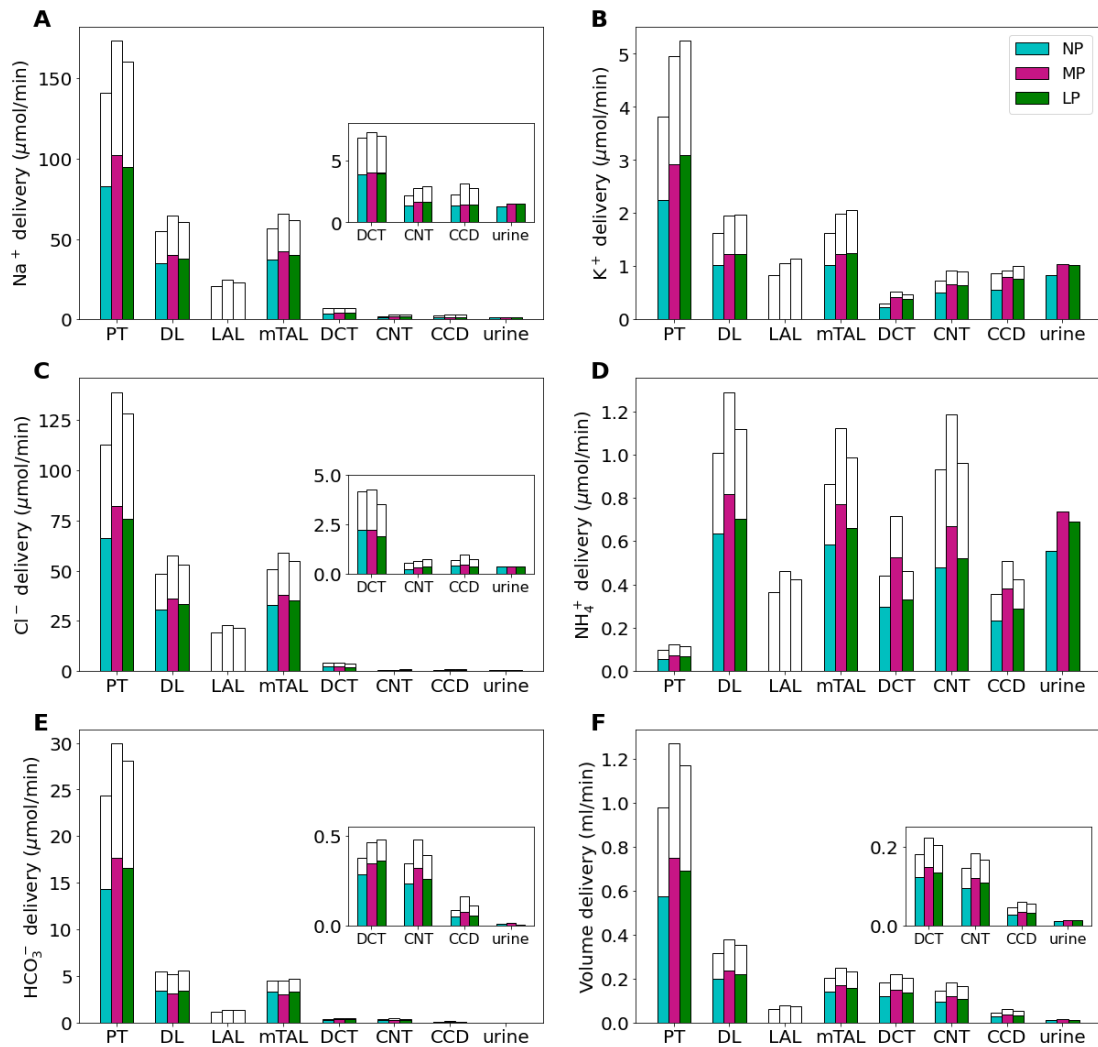 A
Na⁺ delivery (μmol/min)
150
100
50
0
5
0
DCT CNT CCD urine
PT DL LAL mTAL DCT CNT CCD urine
B
K⁺ delivery (μmol/min)
5
4
3
2
1
0
NP
MP
LP
PT DL LAL mTAL DCT CNT CCD urine
C
Cl⁻ delivery (μmol/min)
125
100
75
50
25
0
5.0
2.5
0.0
DCT CNT CCD urine
PT DL LAL mTAL DCT CNT CCD urine
D
NH₄⁺ delivery (μmol/min)
1.2
1.0
0.8
0.6
0.4
0.2
0.0
PT DL LAL mTAL DCT CNT CCD urine
E
HCO₃⁻ delivery (μmol/min)
30
25
20
15
10
5
0
0.5
0.0
DCT CNT CCD urine
PT DL LAL mTAL DCT CNT CCD urine
F
Volume delivery (ml/min)
1.2
1.0
0.8
0.6
0.4
0.2
0.0
0.2
0.0
DCT CNT CCD urine
PT DL LAL mTAL DCT CNT CCD urine